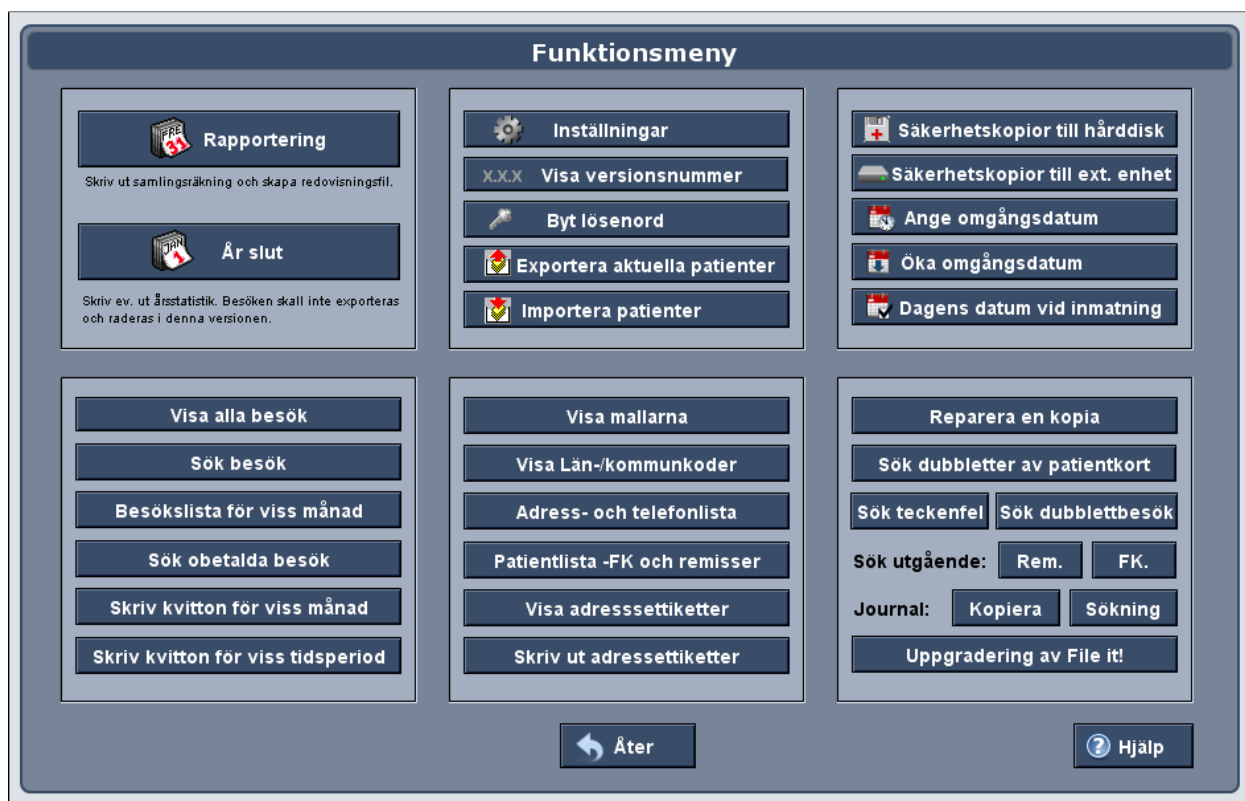 Funktionsmeny
Rapportering
Skriv ut samlingsräkning och skapa redovisningsfil.
År slut
Skriv ev. ut årsstatistik. Besöken skall inte exporteras
och raderas i denna versionen.
Inställningar
X.X.X Visa versionsnummer
Byt lösenord
Exportera aktuella patienter
Importera patienter
Säkerhetskopior till hårddisk
Säkerhetskopior till ext. enhet
Ange omgångsdatum
Öka omgångsdatum
Dagens datum vid inmatning
Visa alla besök
Sök besök
Besökslista för viss månad
Sök obetalda besök
Skriv kvitton för viss månad
Skriv kvitton för viss tidsperiod
Visa mallarna
Visa Län-/kommunkoder
Adress- och telefonlista
Patientlista -FK och remisser
Visa adresssettiketter
Skriv ut adressettiketter
Reparera en kopia
Sök dubbletter av patientkort
Sök teckenfel Sök dubblettbesök
Sök utgående: Rem. FK.
Journal: Kopiera Sökning
Uppgradering av File it!
Åter
? Hjälp